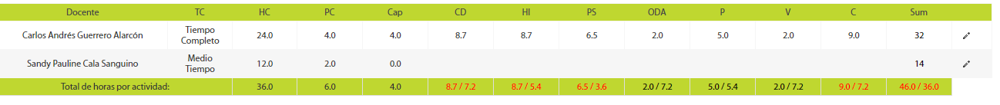 Docente TC HC PC Cap CD HI PS ODA P V C Sum
Carlos Andrés Guerrero Alarcón Tiempo Completo 24.0 4.0 4.0 8.7 8.7 6.5 2.0 5.0 2.0 9.0 32
Sandy Pauline Cala Sanguino Medio Tiempo 12.0 2.0 0.0 14
Total de horas por actividad: 36.0 6.0 4.0 8.7 / 7.2 8.7 / 5.4 6.5 / 3.6 2.0 / 7.2 5.0 / 5.4 2.0 / 7.2 9.0 / 7.2 46.0 / 36.0